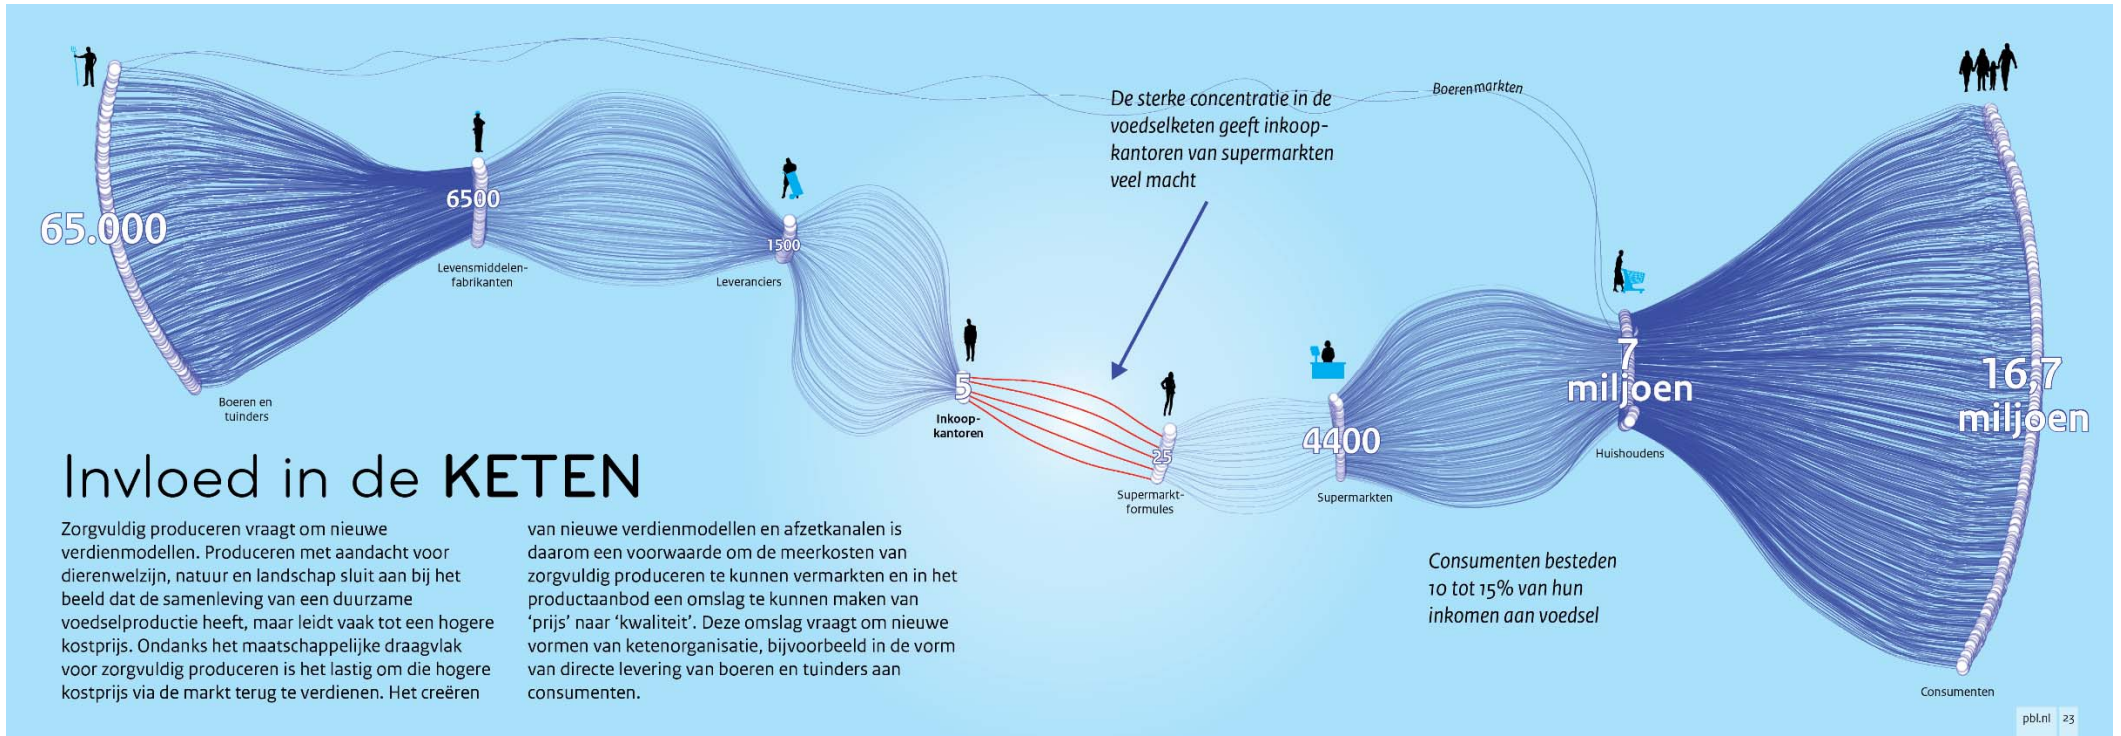 De sterke concentratie in de
voedselketen geeft inkoop-
kantoren van supermarkten
veel macht
Boerenmarkten
65.000
Boeren en
tuinders
6500
Levensmiddelen-
fabrikanten
1500
Leveranciers
5
Inkoop-
kantoren
25
Supermarkt-
formules
4400
Supermarkten
7
miljoen
Huishoudens
16,7
miljoen
Consumenten
Invloed in de KETEN
Zorgvuldig produceren vraagt om nieuwe
verdienmodellen. Produceren met aandacht voor
dierenwelzijn, natuur en landschap sluit aan bij het
beeld dat de samenleving van een duurzame
voedselproductie heeft, maar leidt vaak tot een hogere
kostprijs. Ondanks het maatschappelijke draagvlak
voor zorgvuldig produceren is het lastig om die hogere
kostprijs via de markt terug te verdienen. Het creëren
van nieuwe verdienmodellen en afzetkanalen is
daarom een voorwaarde om de meerkosten van
zorgvuldig produceren te kunnen vermarkten en in het
productaanbod een omslag te kunnen maken van
‘prijs’ naar ‘kwaliteit’. Deze omslag vraagt om nieuwe
vormen van ketenorganisatie, bijvoorbeeld in de vorm
van directe levering van boeren en tuinders aan
consumenten.
Consumenten besteden
10 tot 15% van hun
inkomen aan voedsel
pbl.nl 23